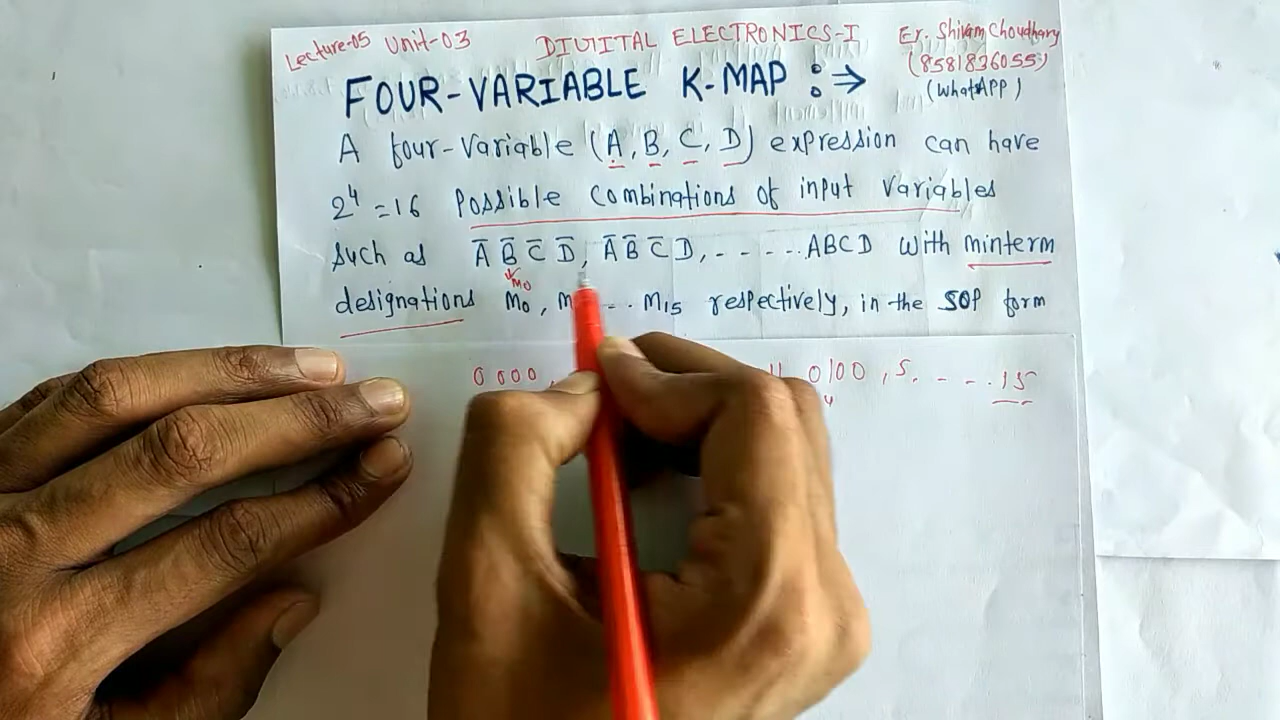 Lecture-05 Unit-03 DIGITAL ELECTRONICS-I Er. Shivam Choudhary
(8581836055)
(WhatsAPP)
FOUR-VARIABLE K-MAP :⇒
A four-variable (A, B, C, D) expression can have
2⁴ = 16 Possible Combinations of input variables
such as A̅ B̅ C̅ D̅, A̅ B̅ C̅ D, - - - - .. ABCD with minterm
m0
designations m0, m .. . m15 respectively, in the SOP form
0000, 0100, 5, - - - . 15
4